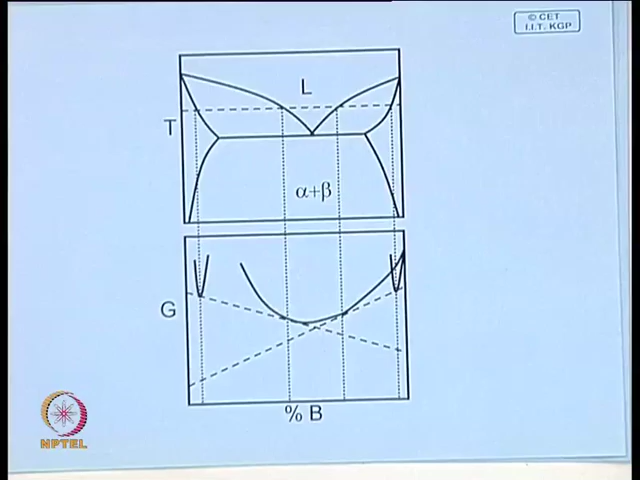 © CET
I.I.T. KGP
L
T
α+β
G
% B
NPTEL